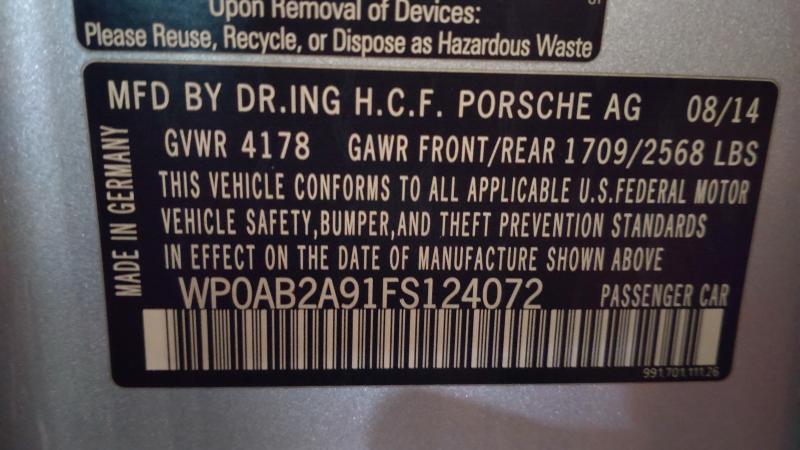 Upon Removal of Devices:
Please Reuse, Recycle, or Dispose as Hazardous Waste
MFD BY DR.ING H.C.F. PORSCHE AG 08/14
GVWR 4178 GAWR FRONT/REAR 1709/2568 LBS
THIS VEHICLE CONFORMS TO ALL APPLICABLE U.S.FEDERAL MOTOR
VEHICLE SAFETY,BUMPER,AND THEFT PREVENTION STANDARDS
IN EFFECT ON THE DATE OF MANUFACTURE SHOWN ABOVE
WP0AB2A91FS124072 PASSENGER CAR
991.701.111.26
MADE IN GERMANY